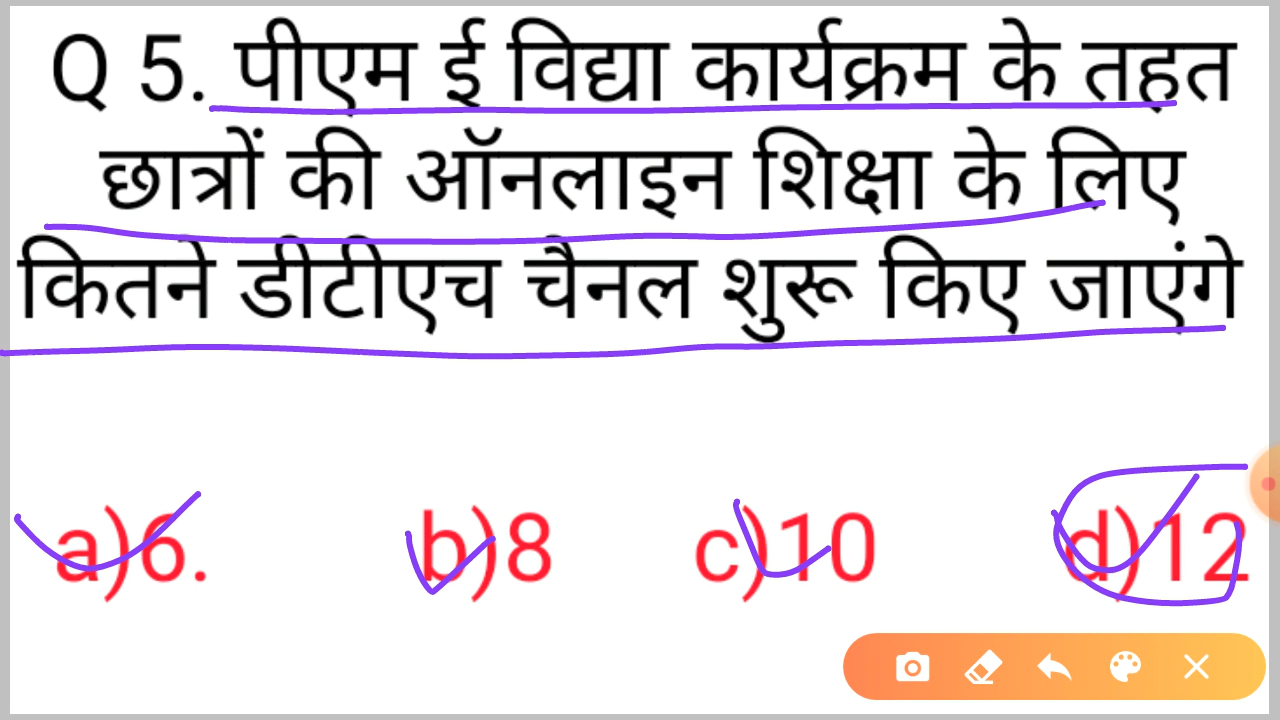 Q 5. पीएम ई विद्या कार्यक्रम के तहत
छात्रों की ऑनलाइन शिक्षा के लिए
कितने डीटीएच चैनल शुरू किए जाएंगे
a)6. b)8 c)10 d)12